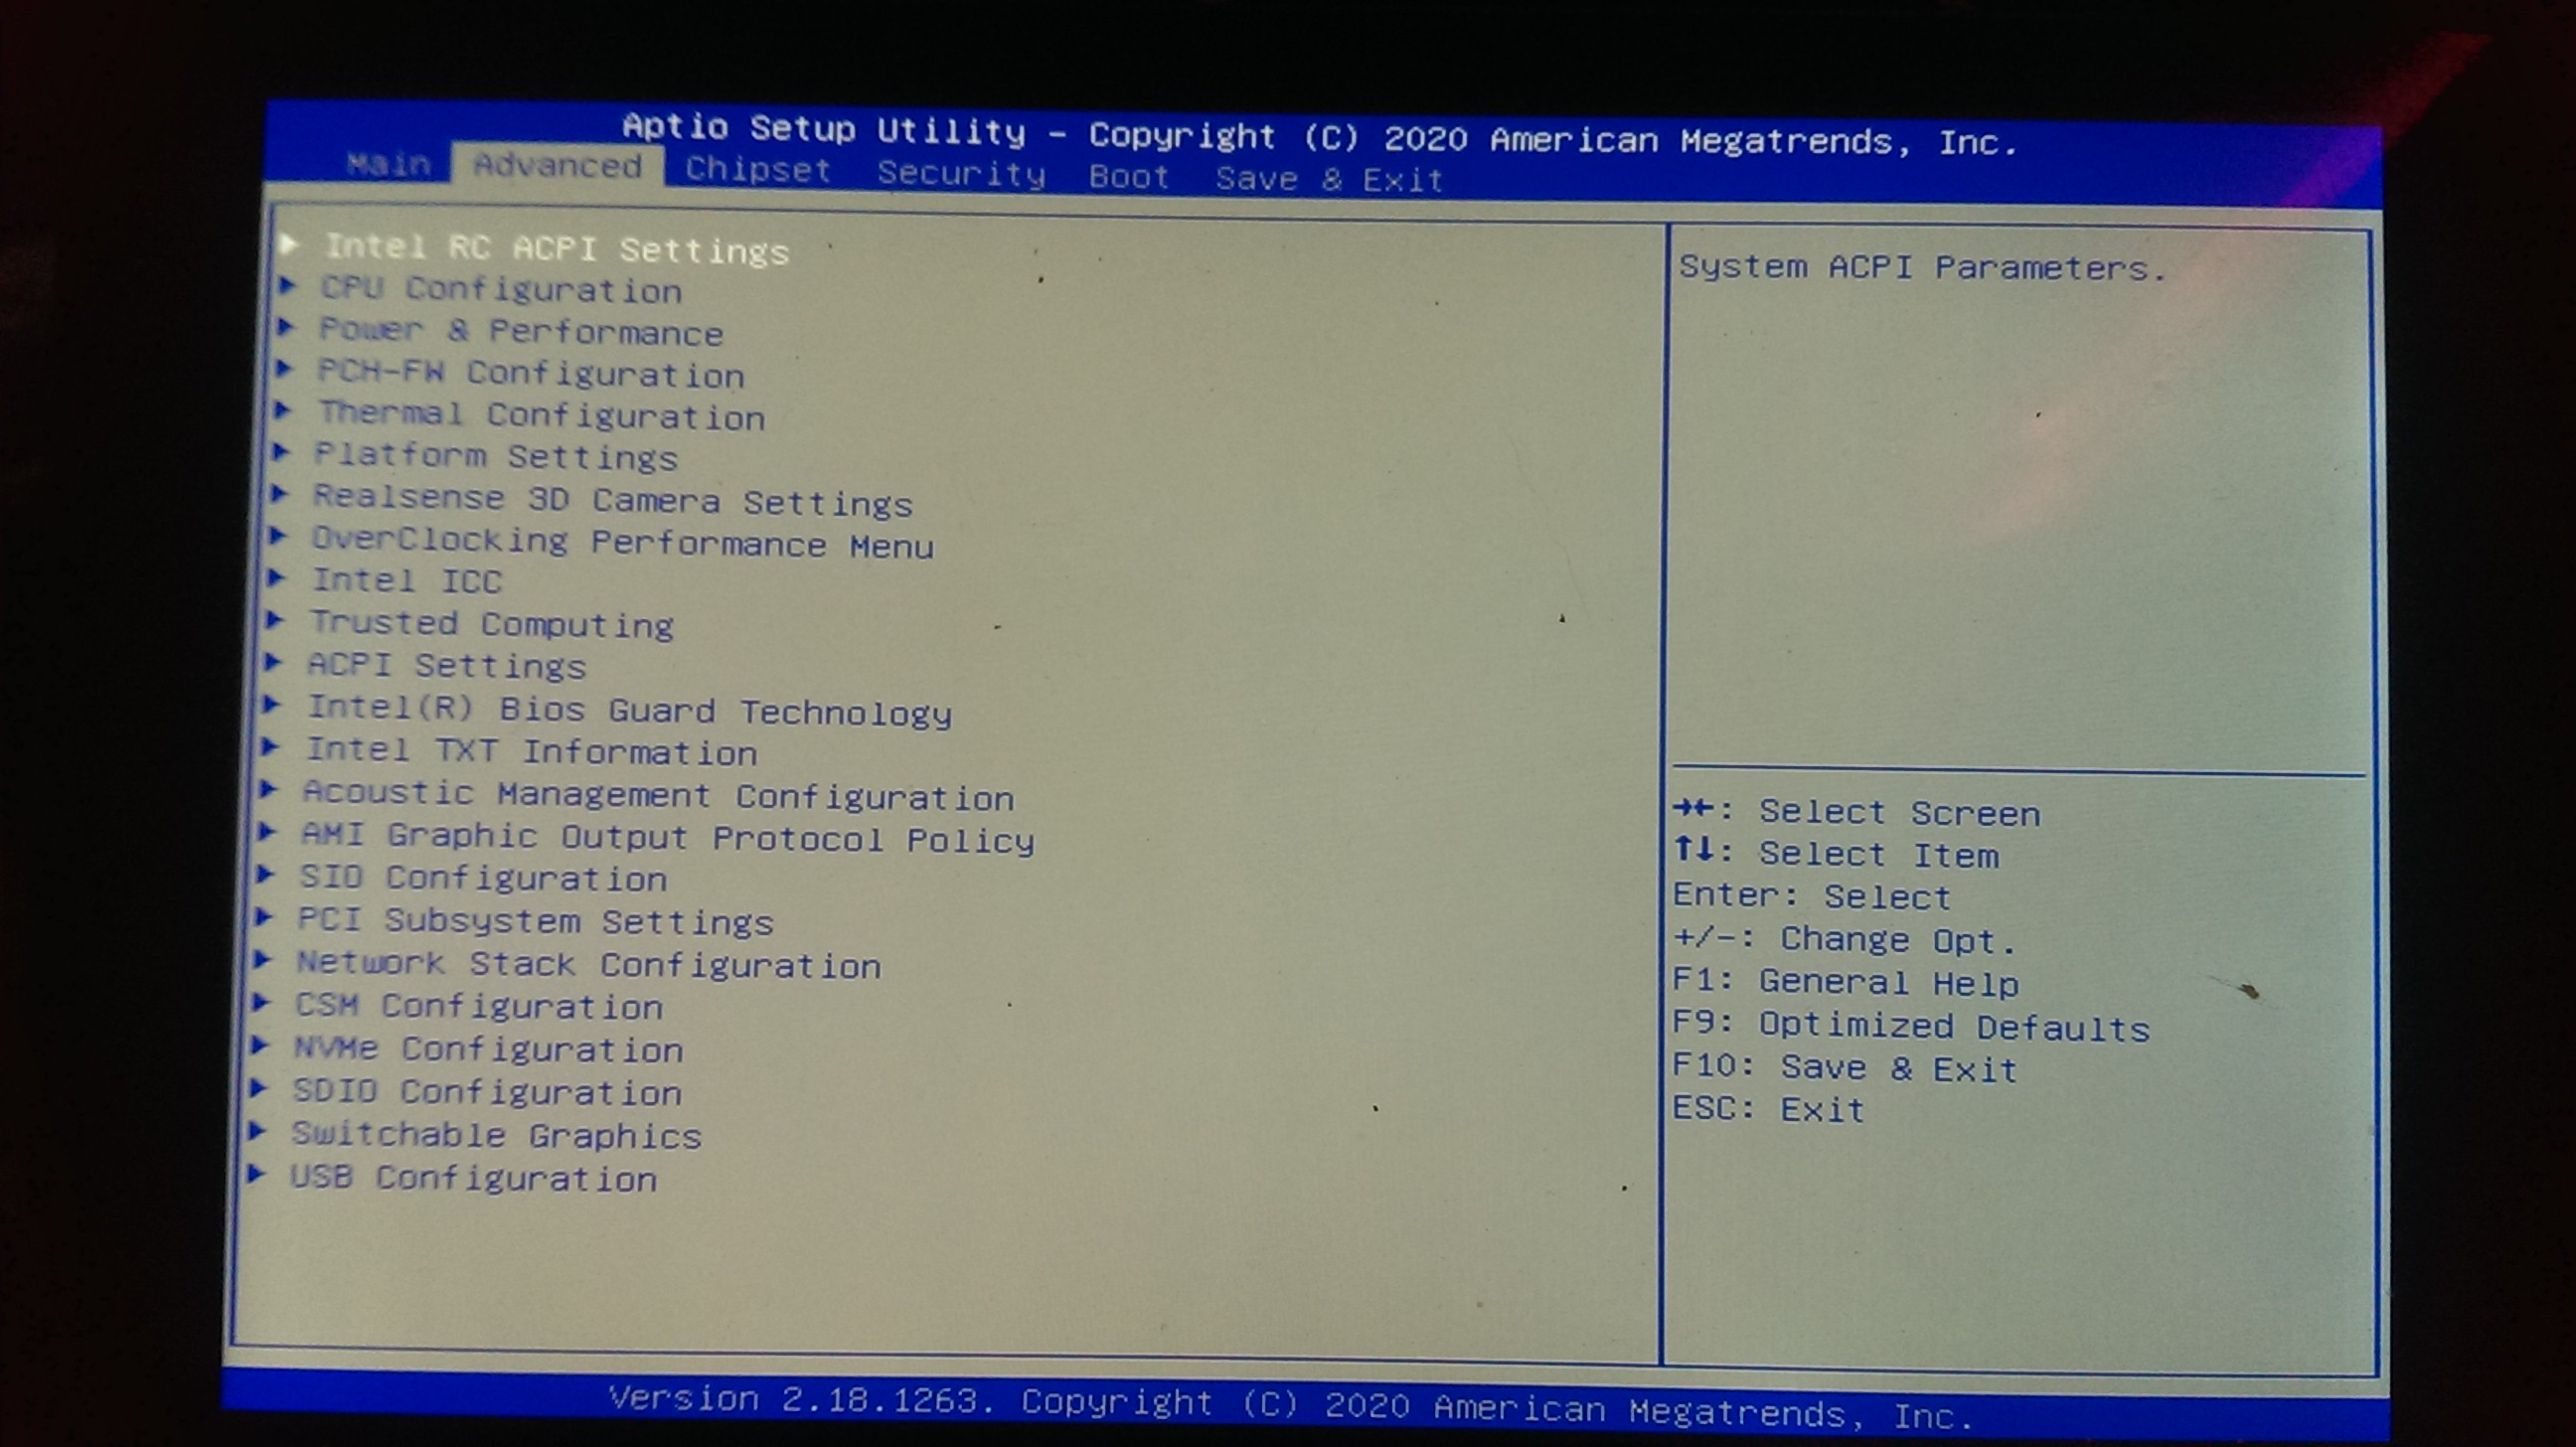 Aptio Setup Utility - Copyright (C) 2020 American Megatrends, Inc.
Main Advanced Chipset Security Boot Save & Exit
▶ Intel RC ACPI Settings
▶ CPU Configuration
▶ Power & Performance
▶ PCH-FW Configuration
▶ Thermal Configuration
▶ Platform Settings
▶ Realsense 3D Camera Settings
▶ OverClocking Performance Menu
▶ Intel ICC
▶ Trusted Computing
▶ ACPI Settings
▶ Intel(R) Bios Guard Technology
▶ Intel TXT Information
▶ Acoustic Management Configuration
▶ AMI Graphic Output Protocol Policy
▶ SIO Configuration
▶ PCI Subsystem Settings
▶ Network Stack Configuration
▶ CSM Configuration
▶ NVMe Configuration
▶ SDIO Configuration
▶ Switchable Graphics
▶ USB Configuration
System ACPI Parameters.
→←: Select Screen
↑↓: Select Item
Enter: Select
+/-: Change Opt.
F1: General Help
F9: Optimized Defaults
F10: Save & Exit
ESC: Exit
Version 2.18.1263. Copyright (C) 2020 American Megatrends, Inc.